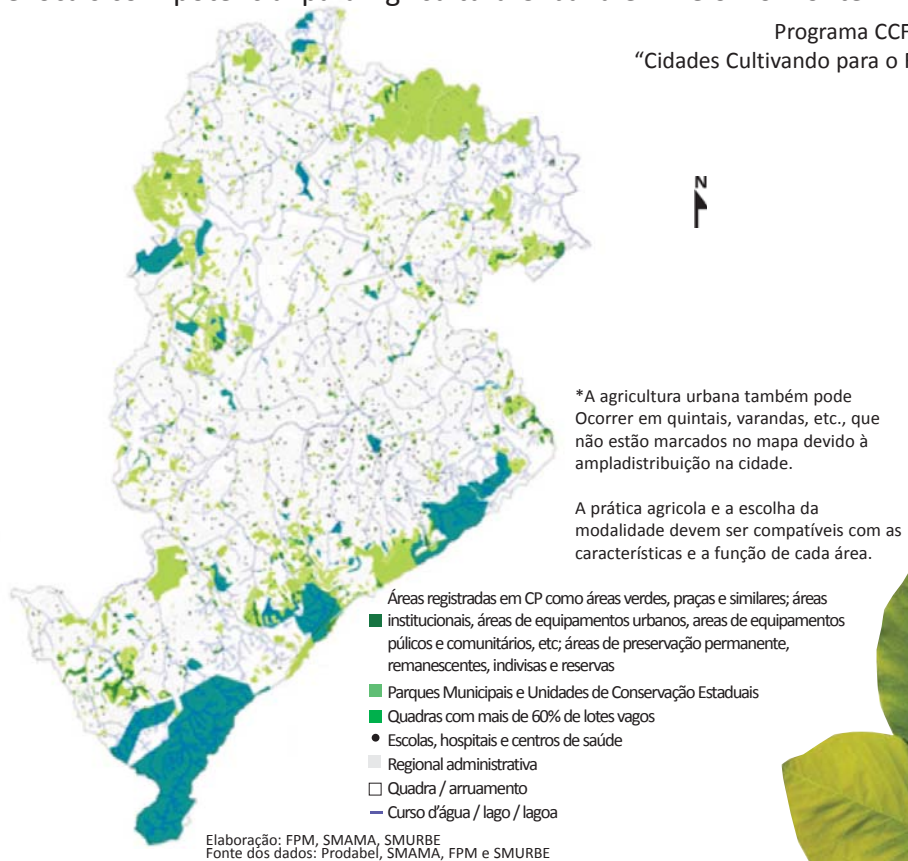 Programa CCF
“Cidades Cultivando para o
N
*A agricultura urbana também pode
Ocorrer em quintais, varandas, etc., que
não estão marcados no mapa devido à
ampladistribuição na cidade.
A prática agricola e a escolha da
modalidade devem ser compatíveis com as
características e a função de cada área.
Áreas registradas em CP como áreas verdes, praças e similares; áreas
institucionais, áreas de equipamentos urbanos, areas de equipamentos
púlicos e comunitários, etc; áreas de preservação permanente,
remanescentes, indivisas e reservas
Parques Municipais e Unidades de Conservação Estaduais
Quadras com mais de 60% de lotes vagos
Escolas, hospitais e centros de saúde
Regional administrativa
Quadra / arruamento
Curso d'água / lago / lagoa
Elaboração: FPM, SMAMA, SMURBE
Fonte dos dados: Prodabel, SMAMA, FPM e SMURBE